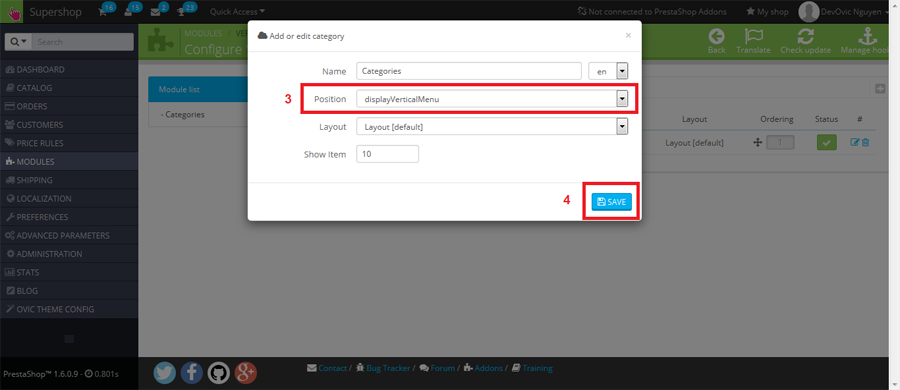 Supershop 16 15 2 23 Quick Access Not connected to PrestaShop Addons My shop DevOvic Nguyen
Search
MODULES / VER
Configure
Back Translate Check update Manage hoo
DASHBOARD
CATALOG
ORDERS
CUSTOMERS
PRICE RULES
MODULES
SHIPPING
LOCALIZATION
PREFERENCES
ADVANCED PARAMETERS
ADMINISTRATION
STATS
BLOG
OVIC THEME CONFIG
Module list
- Categories
Add or edit category ×
Name Categories en
3 Position displayVerticalMenu
Layout Layout [default]
Show Item 10
4 SAVE
Layout Ordering Status #
Layout [default] 1
PrestaShop™ 1.6.0.9 - 0.801s
Contact / Bug Tracker / Forum / Addons / Training